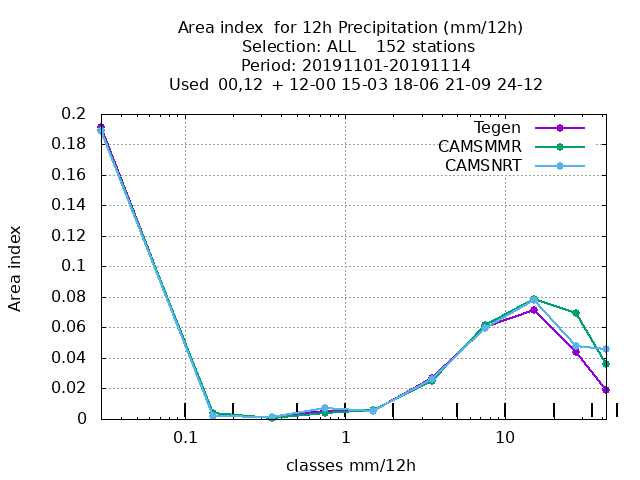 Area index  for 12h Precipitation (mm/12h)
Selection: ALL    152 stations
Period: 20191101-20191114
Used  00,12  + 12-00 15-03 18-06 21-09 24-12
Tegen
CAMSMMR
CAMSNRT
0.2
0.18
0.16
0.14
0.12
0.1
0.08
0.06
0.04
0.02
0
Area index
0.1 1 10
classes mm/12h